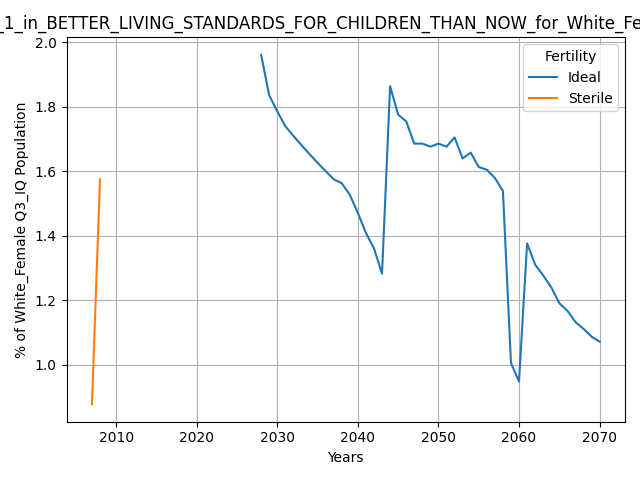 _1_in_BETTER_LIVING_STANDARDS_FOR_CHILDREN_THAN_NOW_for_White_Fe
2.0
1.8
1.6
1.4
1.2
1.0
% of White_Female Q3_IQ Population
Fertility
Ideal
Sterile
2010 2020 2030 2040 2050 2060 2070
Years